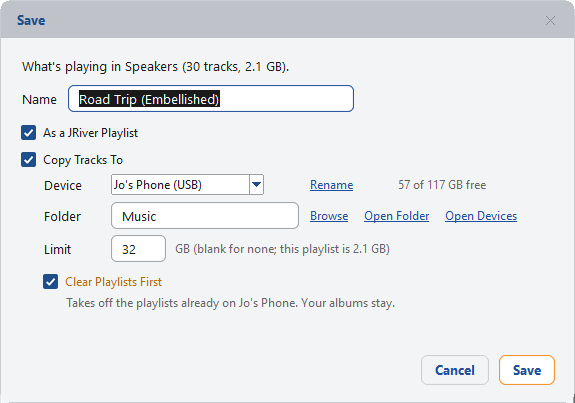 Save
What's playing in Speakers (30 tracks, 2.1 GB).
Name Road Trip (Embellished)
As a JRiver Playlist
Copy Tracks To
Device Jo's Phone (USB) Rename 57 of 117 GB free
Folder Music Browse Open Folder Open Devices
Limit 32 GB (blank for none; this playlist is 2.1 GB)
Clear Playlists First
Takes off the playlists already on Jo's Phone. Your albums stay.
Cancel Save